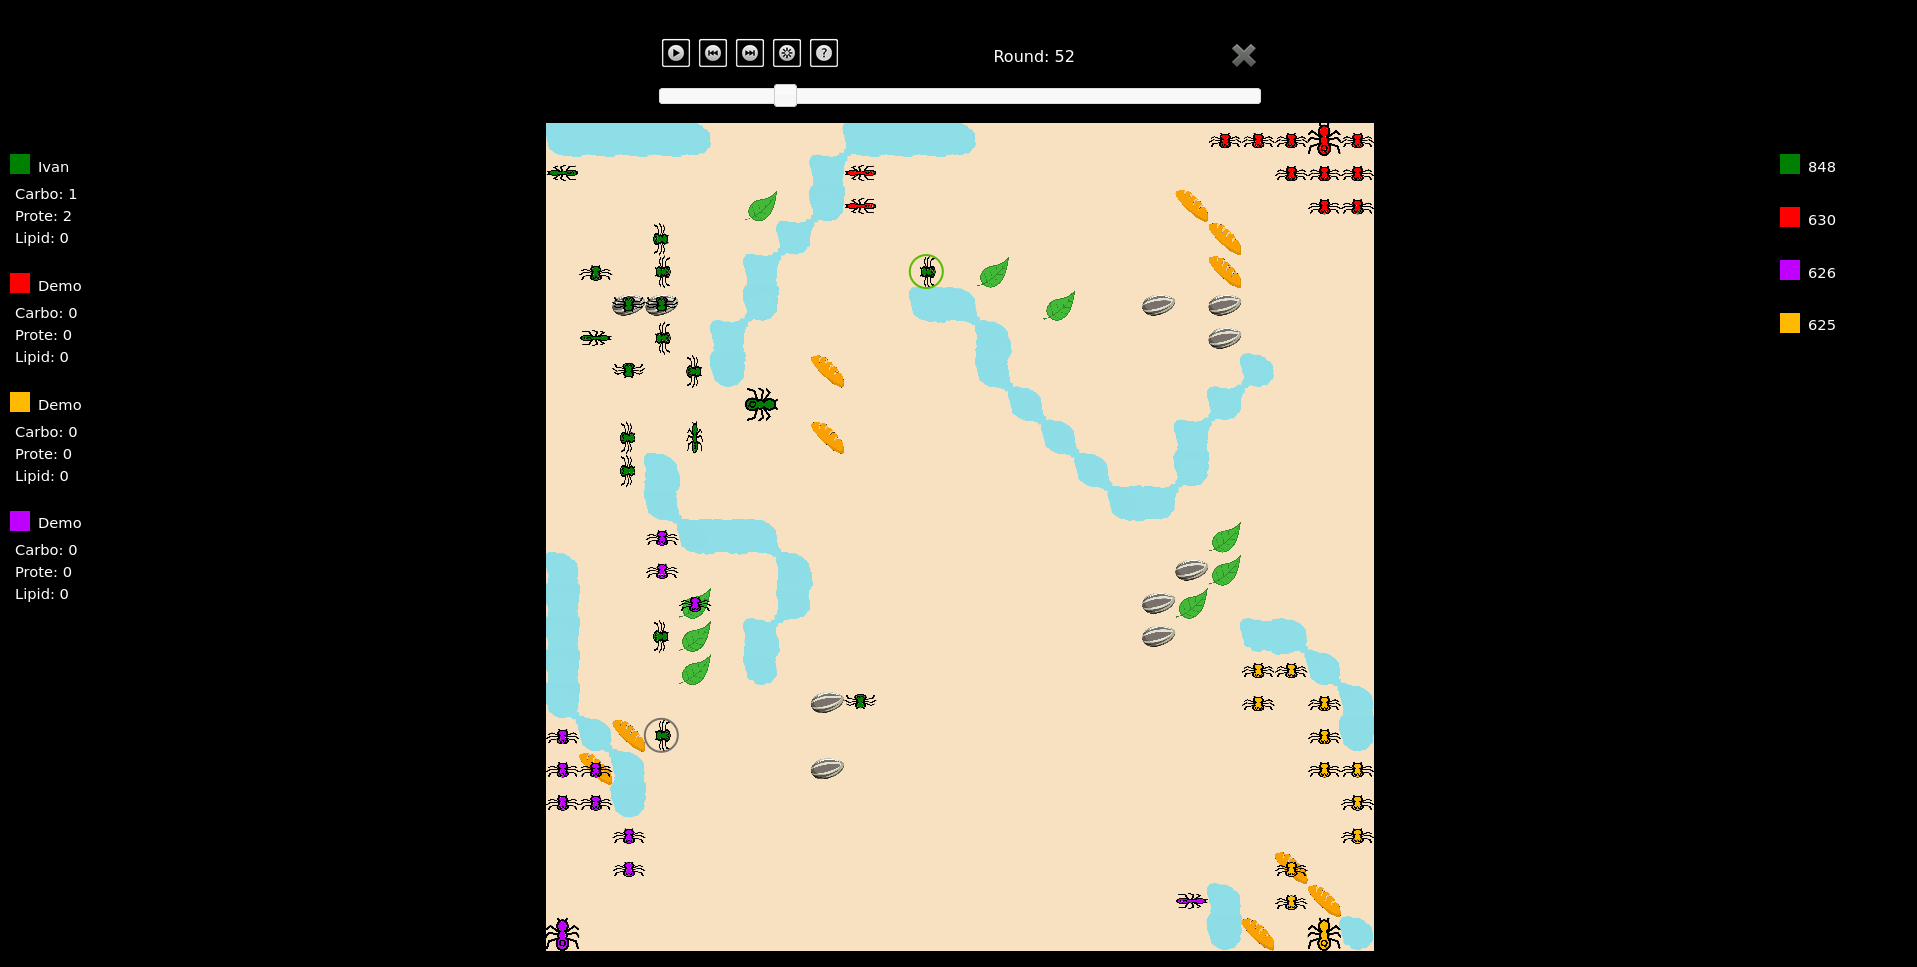 ?
Round: 52
Ivan
Carbo: 1
Prote: 2
Lipid: 0
Demo
Carbo: 0
Prote: 0
Lipid: 0
Demo
Carbo: 0
Prote: 0
Lipid: 0
Demo
Carbo: 0
Prote: 0
Lipid: 0
848
630
626
625